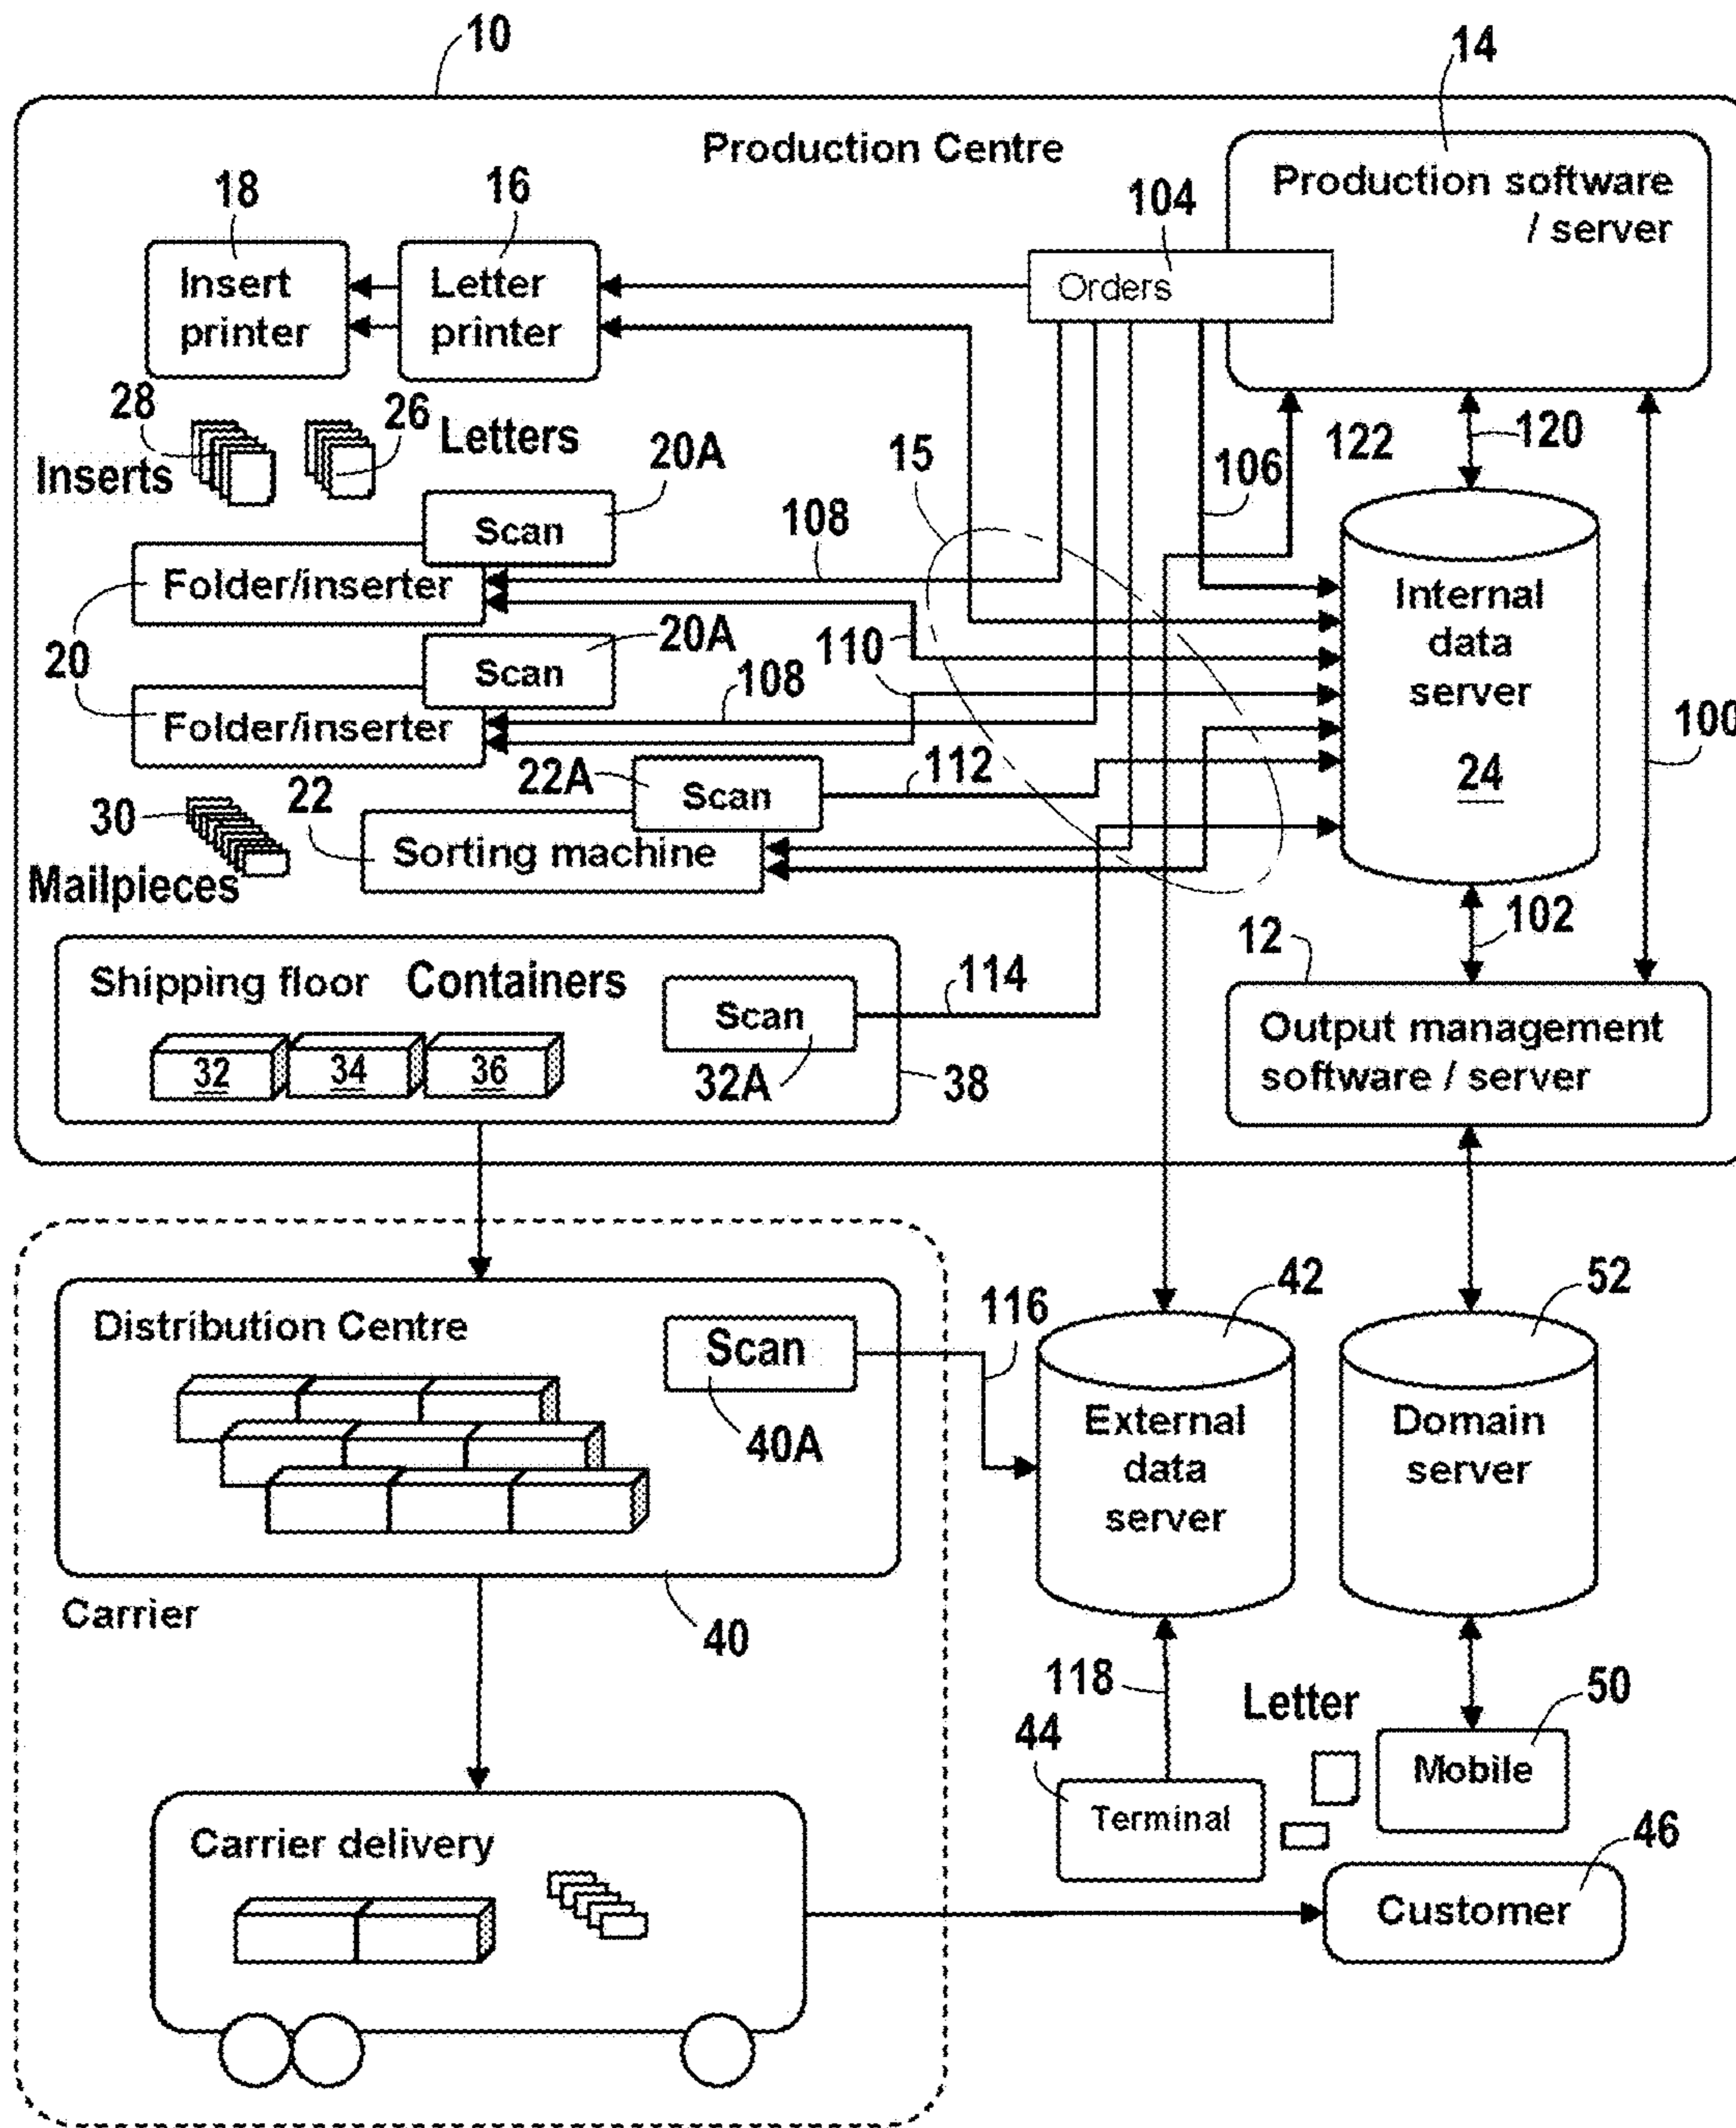 10
14
Production Centre
Production software
/ server
18
16
104
Insert
printer
Letter
printer
Orders
28
26
Letters
Inserts
20A
15
106
122
120
Scan
108
Folder/inserter
Internal
data
server
24
20A
20
110
Scan
108
Folder/inserter
100
22A
112
30
22
Scan
Sorting machine
Mailpieces
12
102
Shipping floor
Containers
114
Scan
32
34
36
32A
38
Output management
software / server
42
52
116
Distribution Centre
Scan
40A
External
data
server
Domain
server
Carrier
40
118
Letter
50
44
Mobile
Terminal
46
Carrier delivery
Customer